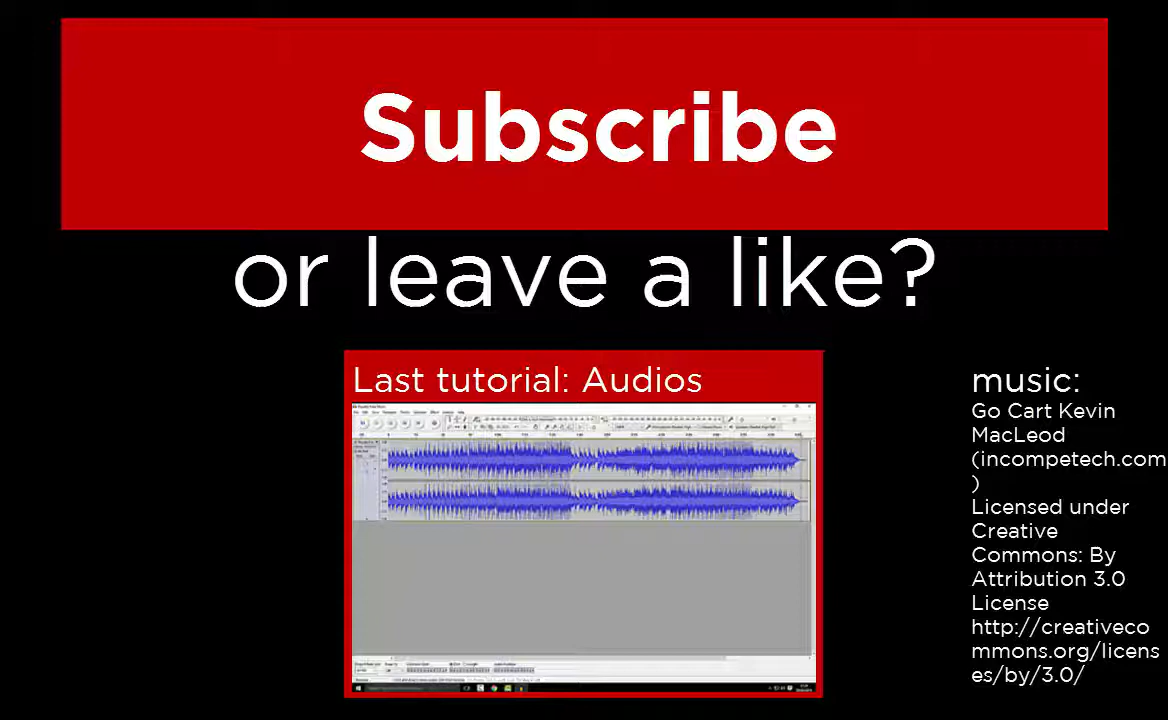 Subscribe
or leave a like?
Last tutorial: Audios
music:
Go Cart Kevin
MacLeod
(incompetech.com
)
Licensed under
Creative
Commons: By
Attribution 3.0
License
http://creativeco
mmons.org/licens
es/by/3.0/